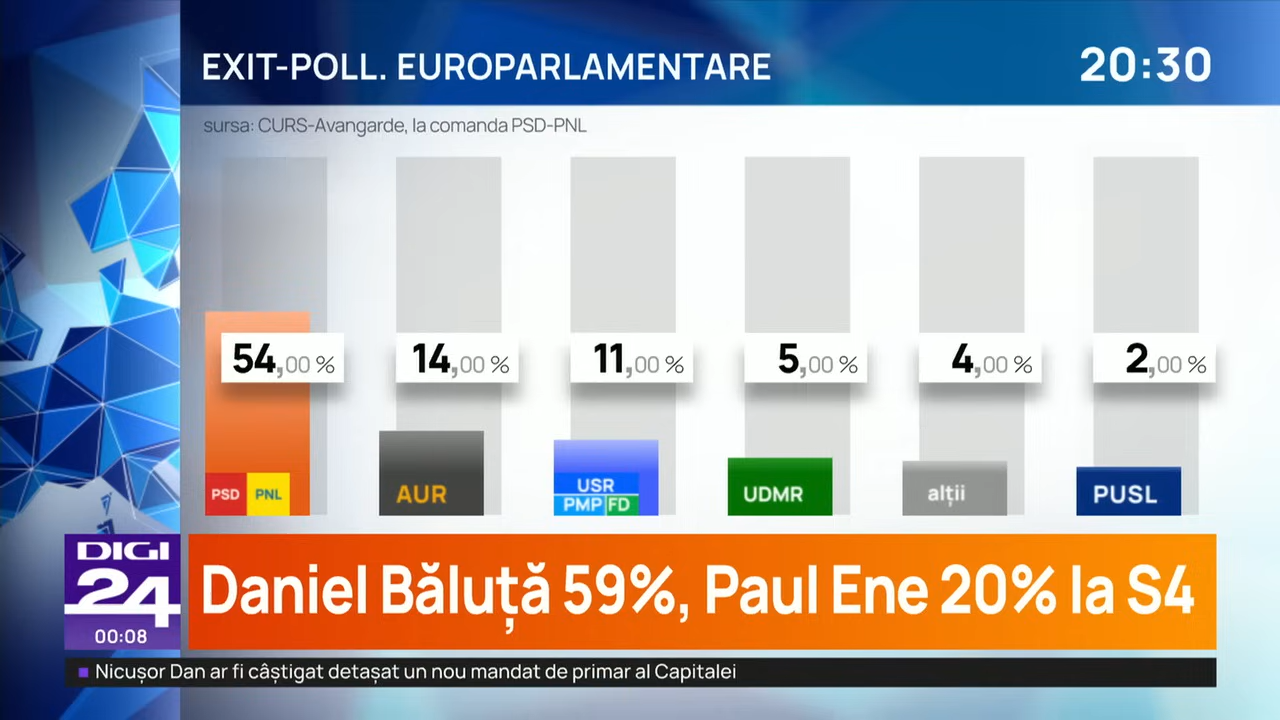 EXIT-POLL. EUROPARLAMENTARE
20:30
sursa: CURS-Avangarde, la comanda PSD-PNL
54,00 %
14,00 %
11,00 %
5,00 %
4,00 %
2,00 %
PSD PNL
AUR
USR
PMP FD
UDMR
alții
PUSL
DIGI
24
00:08
Daniel Băluță 59%, Paul Ene 20% la S4
Nicușor Dan ar fi câștigat detașat un nou mandat de primar al Capitalei